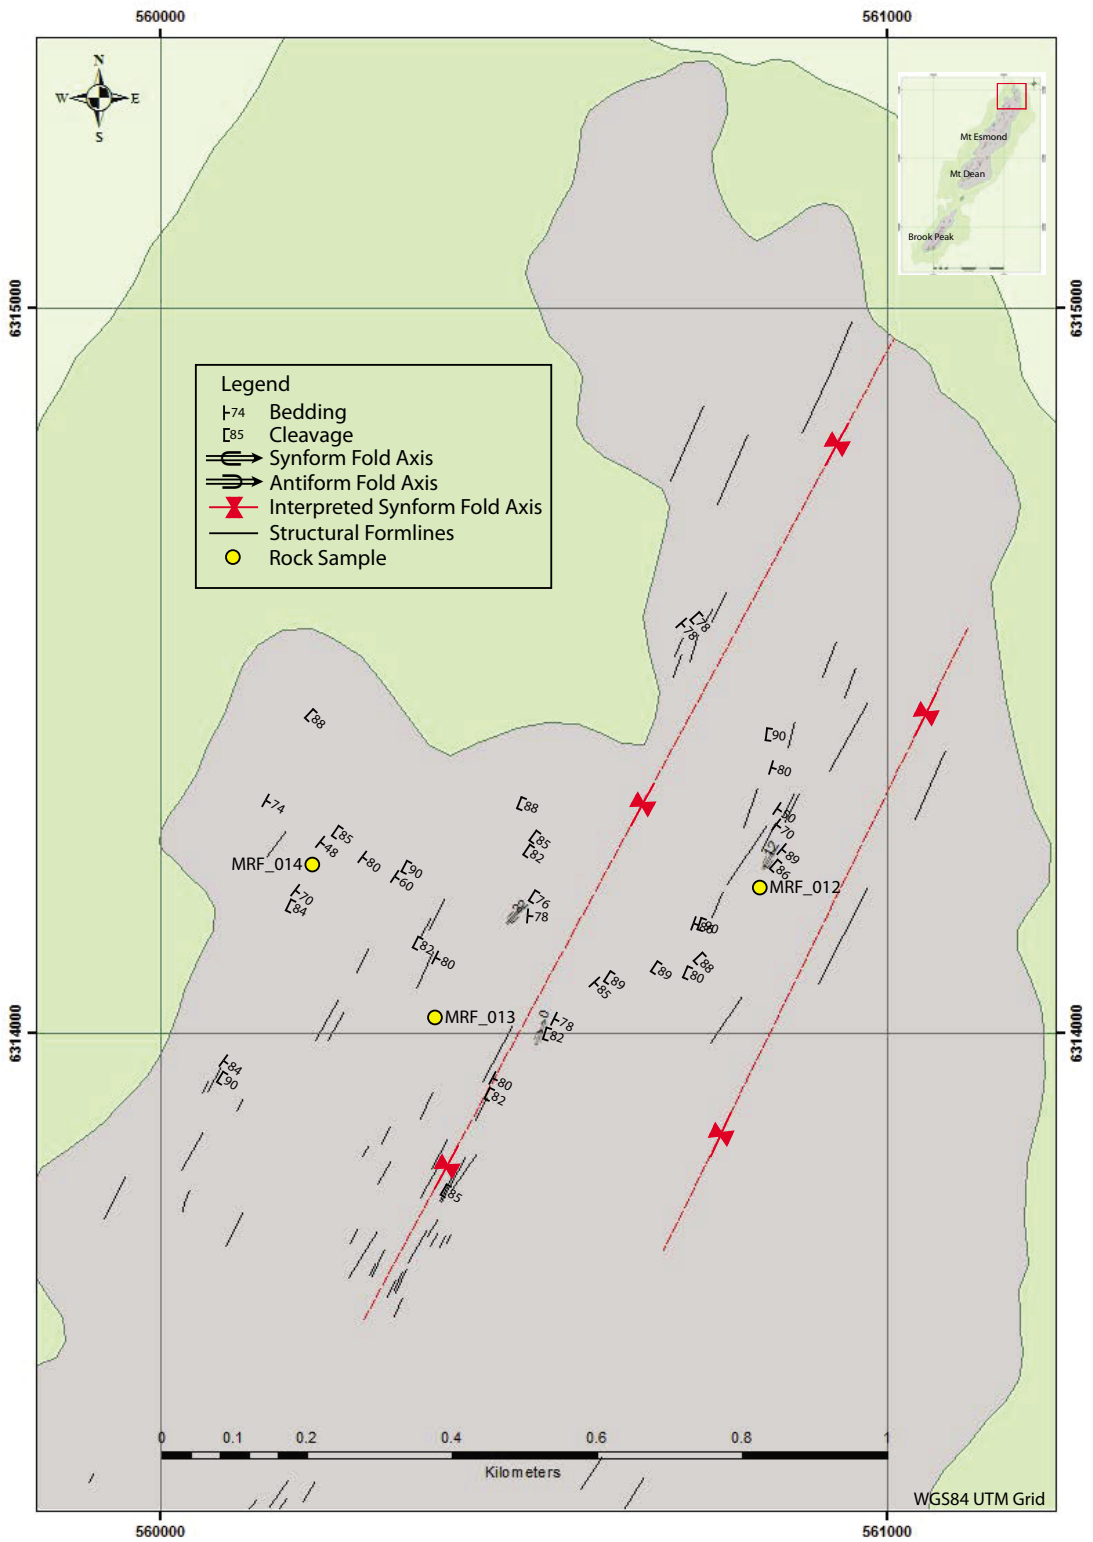 560000
561000
N
W
E
S
Mt Esmond
Mt Dean
Brook Peak
6315000
6315000
Legend
74 Bedding
85 Cleavage
Synform Fold Axis
Antiform Fold Axis
Interpreted Synform Fold Axis
Structural Formlines
Rock Sample
78
78
88
90
80
74
88
90
85
85
70
48
82
12
89
80
90
86
MRF_014
60
MRF_012
70
76
84
78
90
82
80
88
89
80
89
85
MRF_013
0
78
6314000
82
6314000
84
80
90
82
85
0
0.1
0.2
0.4
0.6
0.8
1
Kilometers
WGS84 UTM Grid
560000
561000